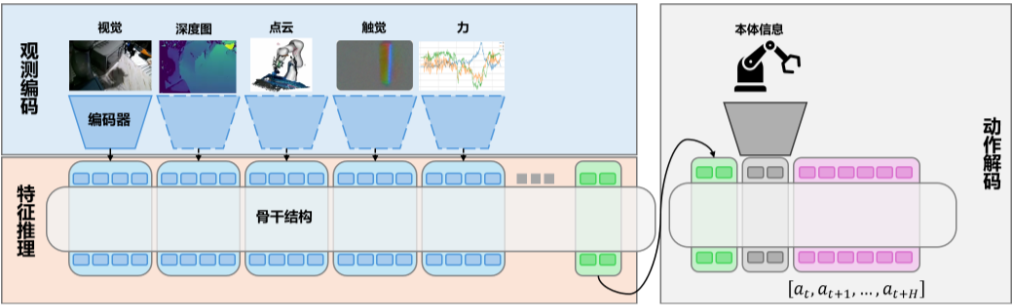 观测编码
视觉
深度图
点云
触觉
力
编码器
特征推理
骨干结构
本体信息
动作解码
[a_t, a_{t+1}, ..., a_{t+H}]